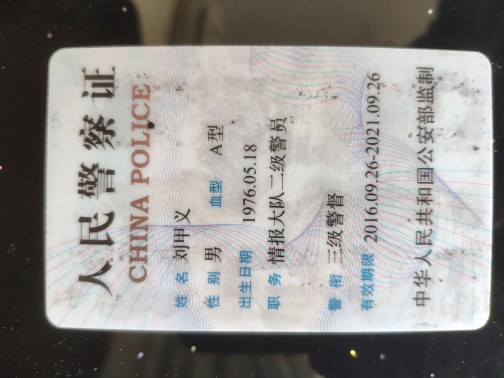 人民警察证
CHINA POLICE
姓 名 刘甲义
性 别 男 血型 A型
出生日期 1976.05.18
职 务 情报大队二级警员
警 衔 三级警督
有效期限 2016.09.26-2021.09.26
中华人民共和国公安部监制